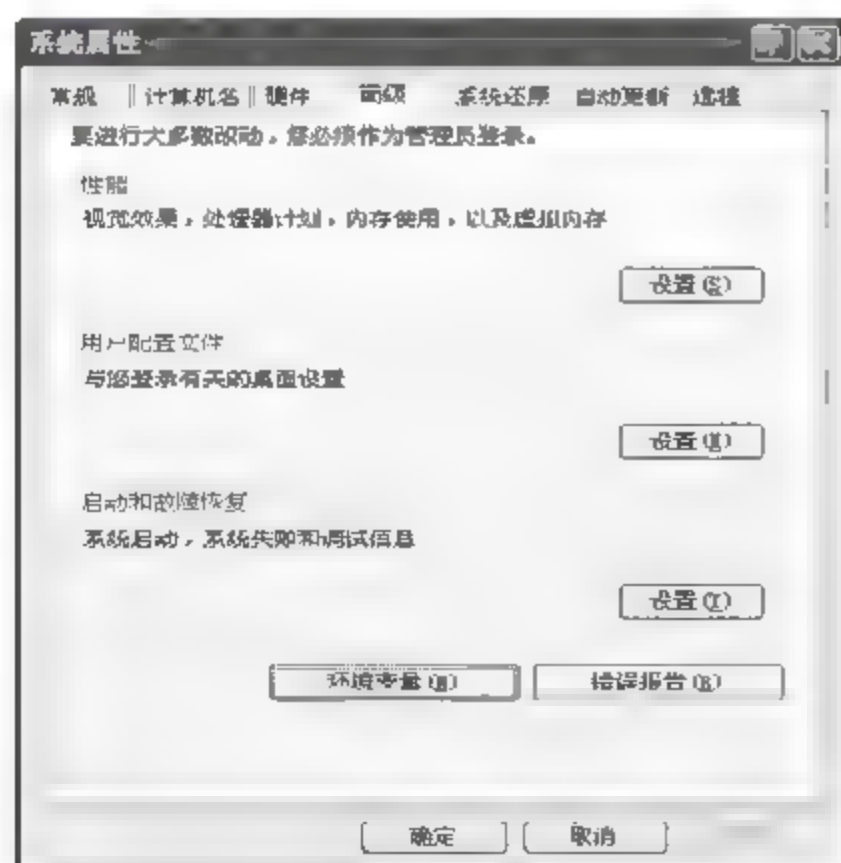 系统属性
常规 计算机名 硬件 高级 系统还原 自动更新 远程
要进行大多数改动，您必须作为管理员登录。
性能
视觉效果，处理器计划，内存使用，以及虚拟内存
设置(S)
用户配置文件
与您登录有关的桌面设置
设置(E)
启动和故障恢复
系统启动，系统失败和调试信息
设置(T)
环境变量(N) 错误报告(R)
确定 取消